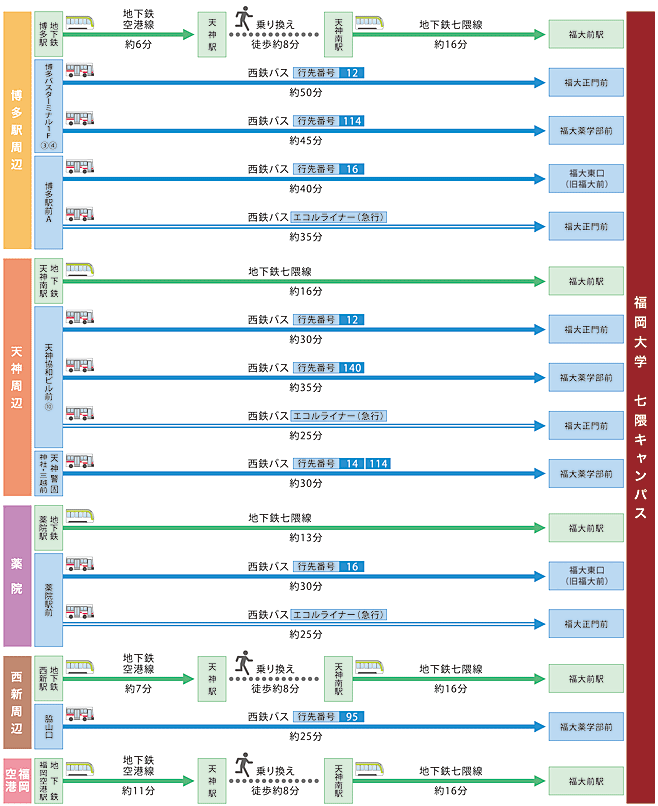 博多駅周辺
地下鉄
博多駅
地下鉄
空港線
約6分
天神駅
乗り換え
徒歩約8分
天神南駅
地下鉄七隈線
約16分
福大前駅
博多バスターミナル1F
③④
西鉄バス 行先番号 12
約50分
福大正門前
西鉄バス 行先番号 114
約45分
福大薬学部前
博多駅前A
西鉄バス 行先番号 16
約40分
福大東口
(旧福大前)
西鉄バス エコルライナー(急行)
約35分
福大正門前
天神周辺
地下鉄
天神南駅
地下鉄七隈線
約16分
福大前駅
天神協和ビル前⑩
西鉄バス 行先番号 12
約30分
福大正門前
西鉄バス 行先番号 140
約35分
福大薬学部前
西鉄バス エコルライナー(急行)
約25分
福大正門前
天神警固
神社・三越前
西鉄バス 行先番号 14 114
約30分
福大薬学部前
薬院
地下鉄
薬院駅
地下鉄七隈線
約13分
福大前駅
薬院駅前
西鉄バス 行先番号 16
約30分
福大東口
(旧福大前)
西鉄バス エコルライナー(急行)
約25分
福大正門前
西新周辺
地下鉄
西新駅
地下鉄
空港線
約7分
天神駅
乗り換え
徒歩約8分
天神南駅
地下鉄七隈線
約16分
福大前駅
脇山口
西鉄バス 行先番号 95
約25分
福大薬学部前
福岡
空港
地下鉄
福岡空港駅
地下鉄
空港線
約11分
天神駅
乗り換え
徒歩約8分
天神南駅
地下鉄七隈線
約16分
福大前駅
福岡大学 七隈キャンパス